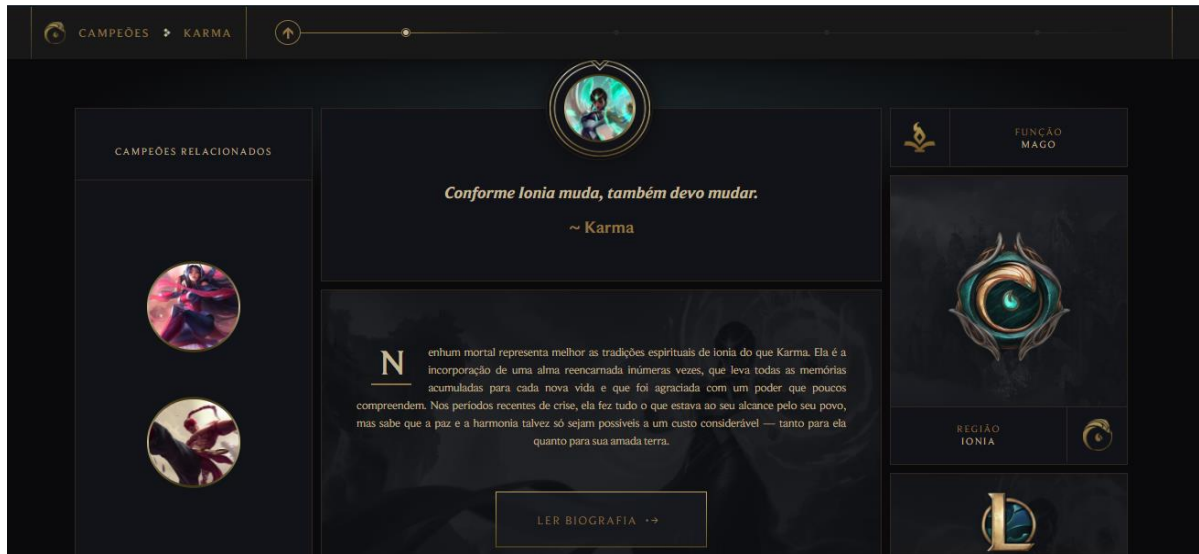 CAMPEÕES KARMA
CAMPEÕES RELACIONADOS
Conforme Ionia muda, também devo mudar.
~ Karma
Nenhum mortal representa melhor as tradições espirituais de ionia do que Karma. Ela é a
incorporação de uma alma reencarnada inúmeras vezes, que leva todas as memórias
acumuladas para cada nova vida e que foi agraciada com um poder que poucos
compreendem. Nos períodos recentes de crise, ela fez tudo o que estava ao seu alcance pelo seu povo,
mas sabe que a paz e a harmonia talvez só sejam possíveis a um custo considerável — tanto para ela
quanto para sua amada terra.
LER BIOGRAFIA
FUNÇÃO
MAGO
REGIÃO
IONIA
L